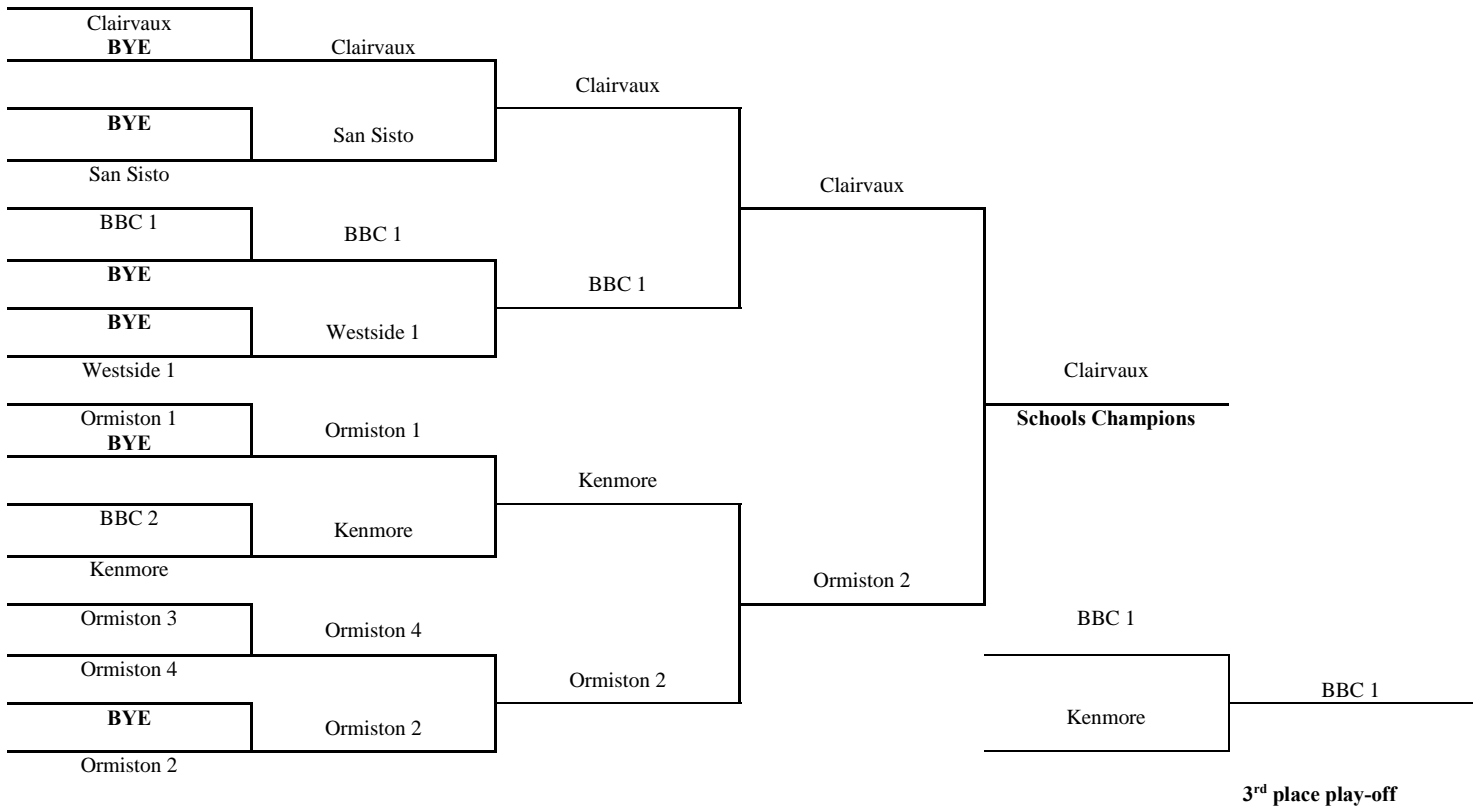 Clairvaux
BYE
Clairvaux
Clairvaux
BYE
San Sisto
San Sisto
Clairvaux
BBC 1
BBC 1
BYE
BBC 1
BYE
Westside 1
Westside 1
Clairvaux
Schools Champions
Ormiston 1
BYE
Ormiston 1
Kenmore
BBC 2
Kenmore
Kenmore
Ormiston 2
Ormiston 3
Ormiston 4
Ormiston 4
Ormiston 2
BYE
Ormiston 2
Ormiston 2
BBC 1
Kenmore
BBC 1
3rd place play-off